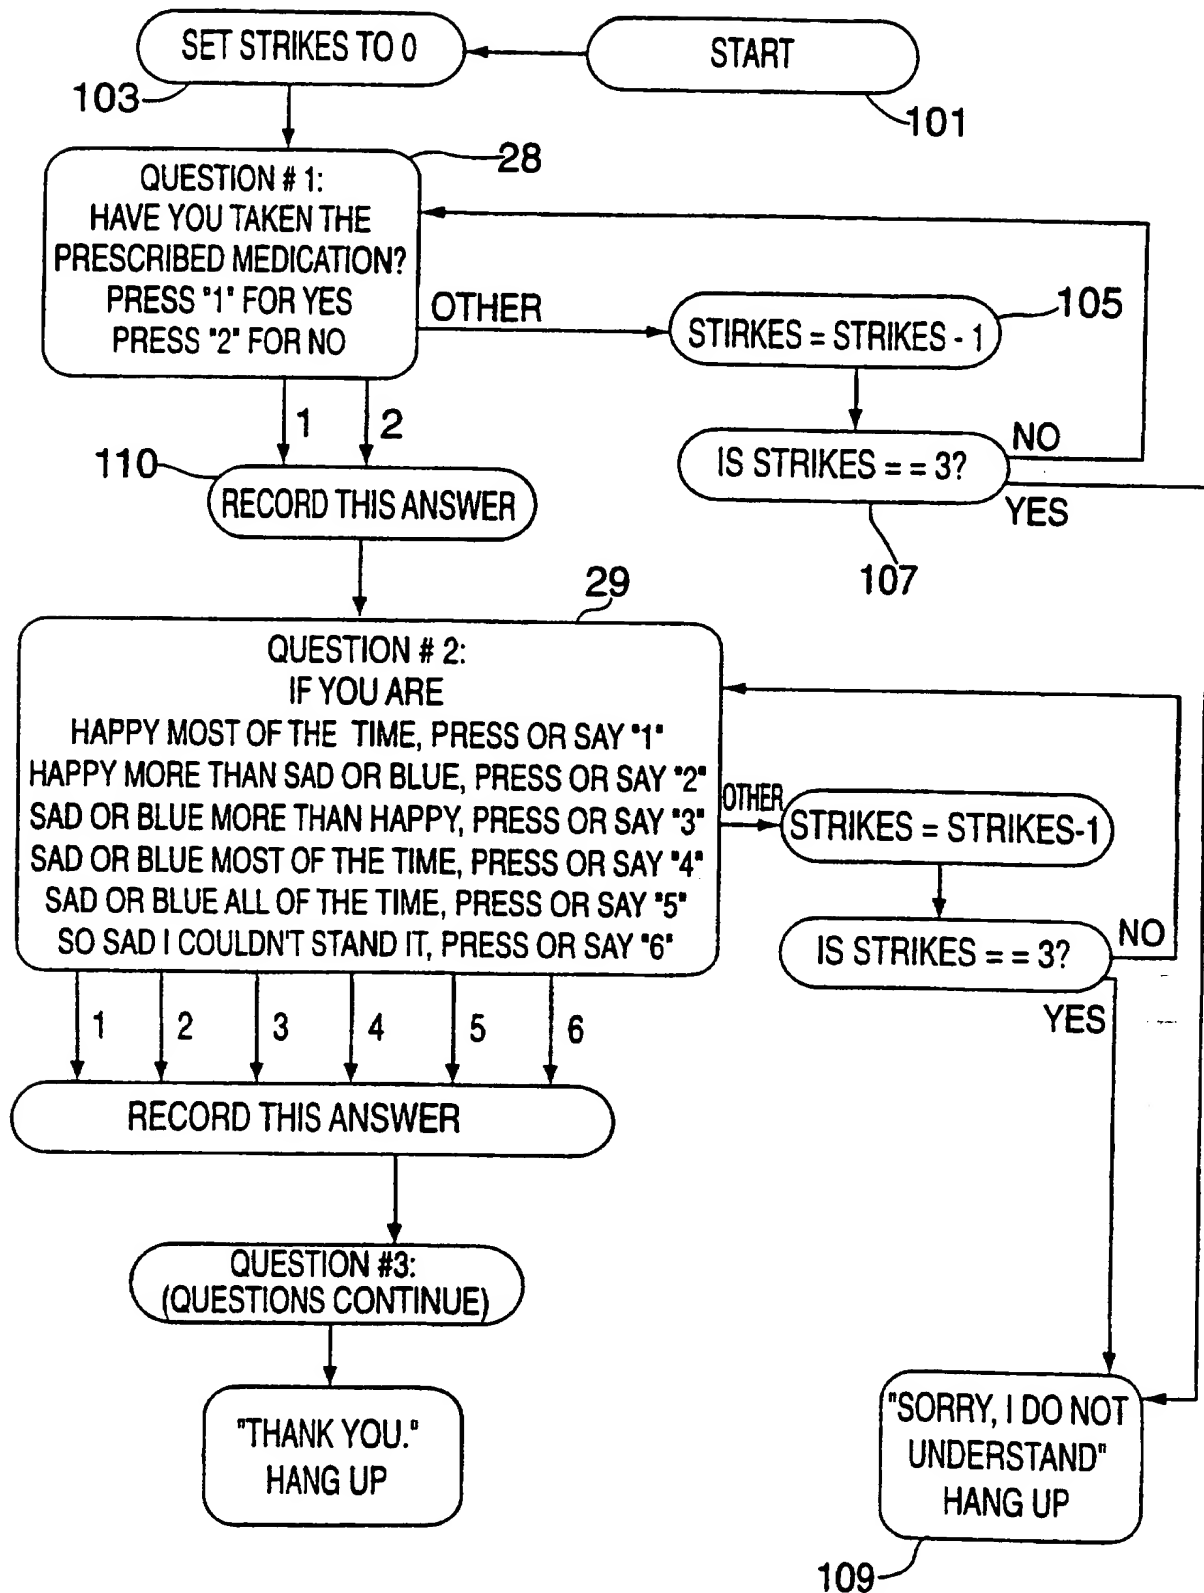 SET STRIKES TO 0
START
103
101
28
QUESTION # 1:
HAVE YOU TAKEN THE
PRESCRIBED MEDICATION?
PRESS "1" FOR YES
PRESS "2" FOR NO
OTHER
105
STIRKES = STRIKES - 1
1
2
IS STRIKES = = 3?
NO
YES
107
110
RECORD THIS ANSWER
29
QUESTION # 2:
IF YOU ARE
HAPPY MOST OF THE TIME, PRESS OR SAY "1"
HAPPY MORE THAN SAD OR BLUE, PRESS OR SAY "2"
SAD OR BLUE MORE THAN HAPPY, PRESS OR SAY "3"
SAD OR BLUE MOST OF THE TIME, PRESS OR SAY "4"
SAD OR BLUE ALL OF THE TIME, PRESS OR SAY "5"
SO SAD I COULDN'T STAND IT, PRESS OR SAY "6"
OTHER
STRIKES = STRIKES-1
IS STRIKES = = 3?
NO
YES
1
2
3
4
5
6
RECORD THIS ANSWER
QUESTION #3:
(QUESTIONS CONTINUE)
"THANK YOU."
HANG UP
"SORRY, I DO NOT
UNDERSTAND"
HANG UP
109